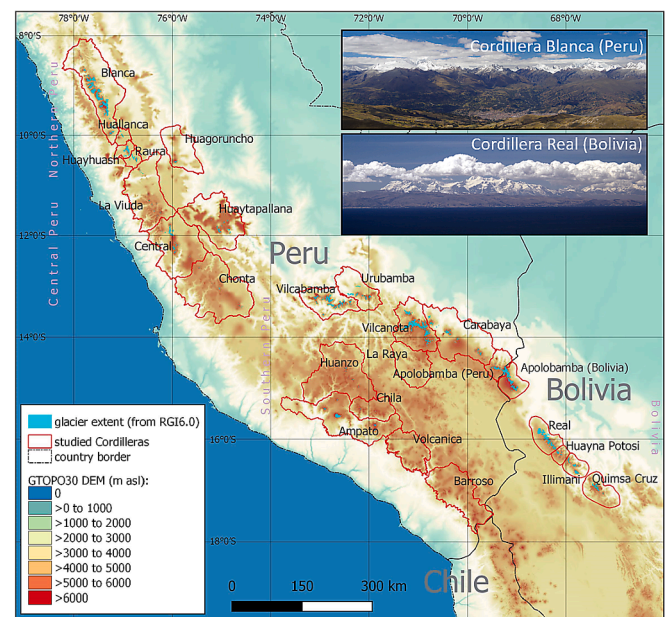 78°0'W
76°0'W
74°0'W
72°0'W
70°0'W
68°0'W
8°0'S
Cordillera Blanca (Peru)
Blanca
Northern Peru
Huallanca
10°0'S
Huagoruncho
Raura
Huayhuash
Cordillera Real (Bolivia)
La Viuda
Huaytapallana
12°0'S
Central
Central Peru
Peru
Chonta
Urubamba
Vilcabamba
Southern Peru
14°0'S
Vilcanota
Carabaya
La Raya
Huanzo
Apolobamba (Peru)
Apolobamba (Bolivia)
Bolivia
Bolivia
Chila
Ampato
Volcanica
16°0'S
Real
Huayna Potosi
Illimani
Quimsa Cruz
Barroso
18°0'S
Chile
glacier extent (from RGI6.0)
studied Cordilleras
country border
GTOPO30 DEM (m asl):
0
>0 to 1000
>1000 to 2000
>2000 to 3000
>3000 to 4000
>4000 to 5000
>5000 to 6000
>6000
0 150 300 km